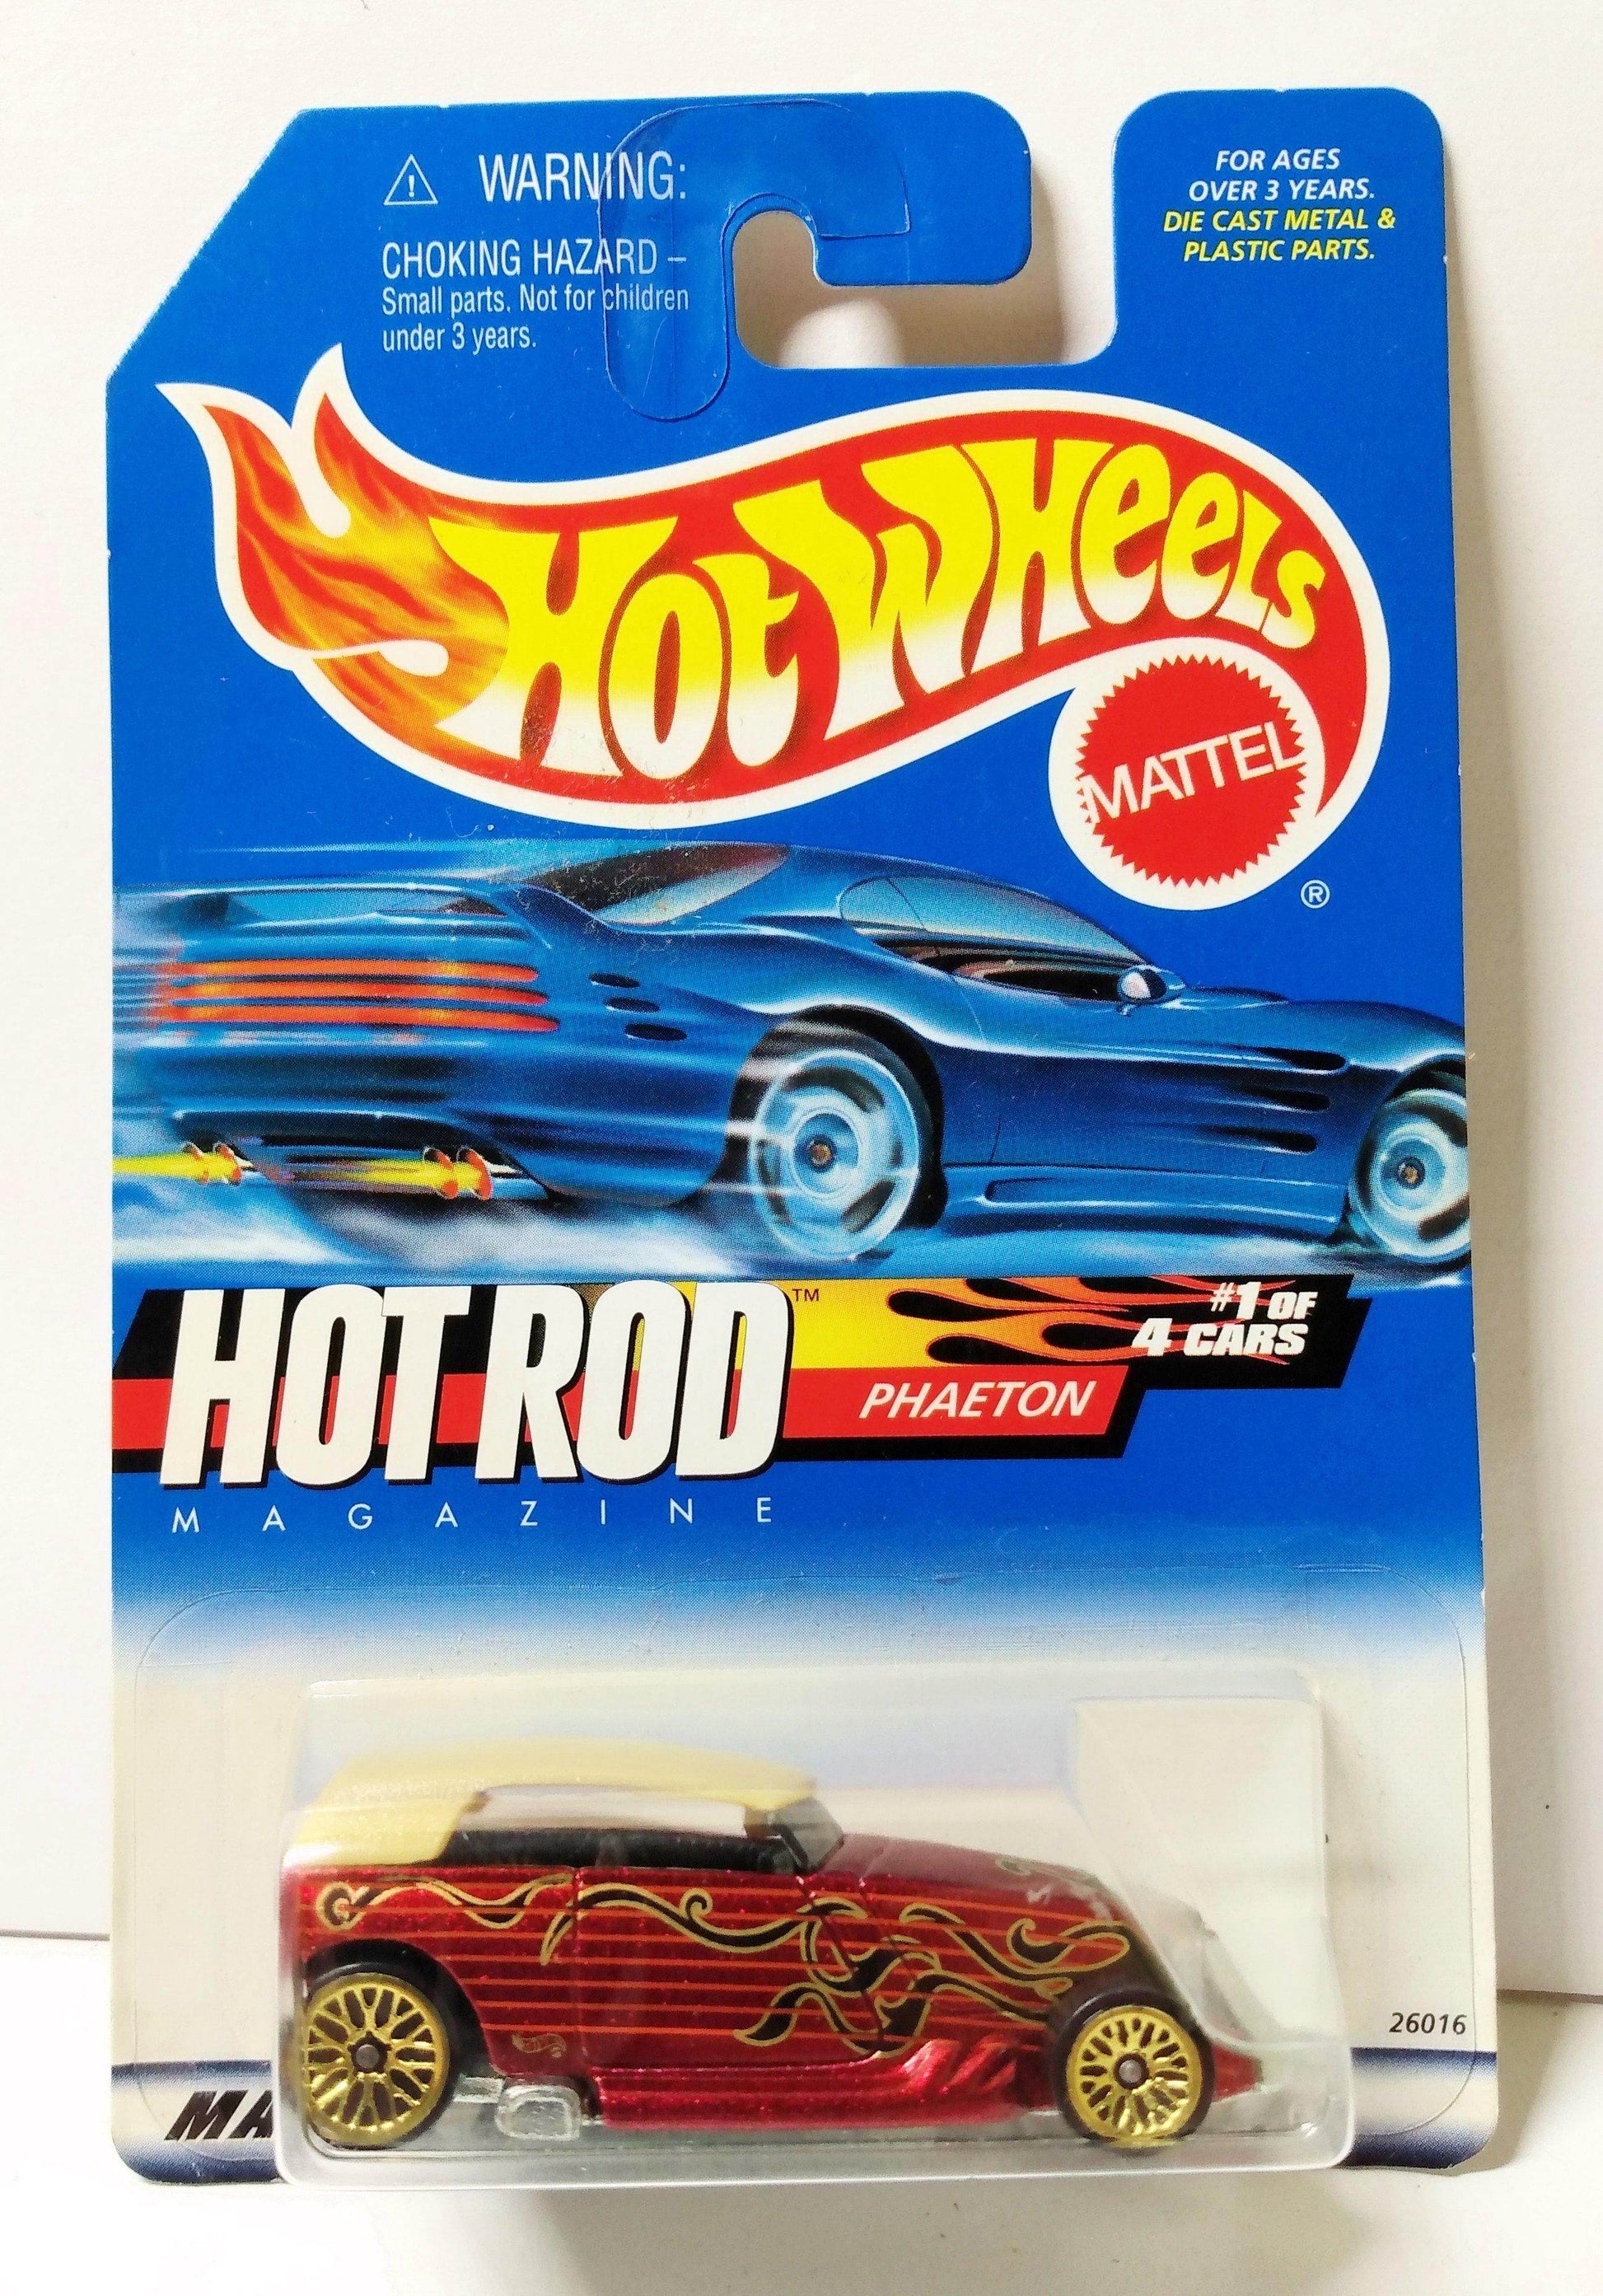 WARNING:
CHOKING HAZARD –
Small parts. Not for children
under 3 years.
FOR AGES
OVER 3 YEARS.
DIE CAST METAL &
PLASTIC PARTS.
HOT WHEELS
MATTEL
®
HOT ROD™
MAGAZINE
#1 OF
4 CARS
PHAETON
26016